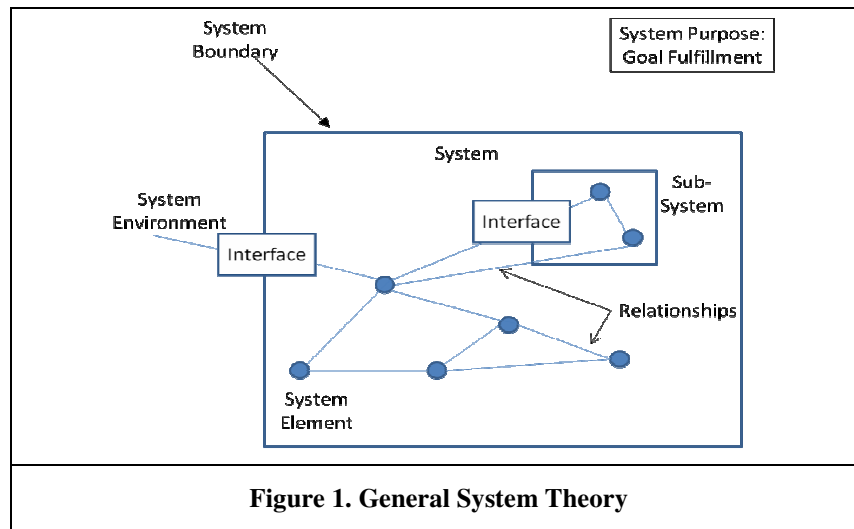 System
Boundary
System Purpose:
Goal Fulfillment
System
System
Environment
Interface
Interface
Sub-
System
Relationships
System
Element
Figure 1. General System Theory